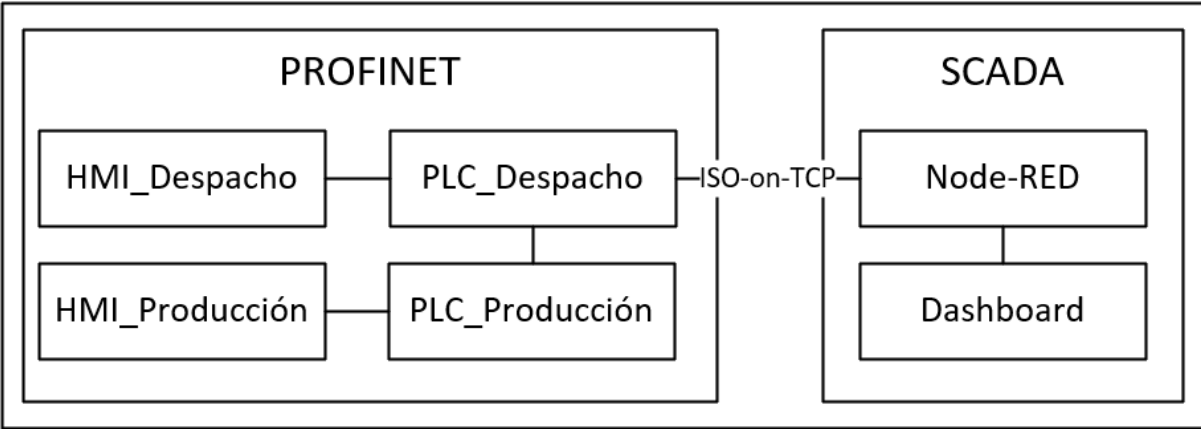 PROFINET
HMI_Despacho
PLC_Despacho
HMI_Producción
PLC_Producción
ISO-on-TCP
SCADA
Node-RED
Dashboard